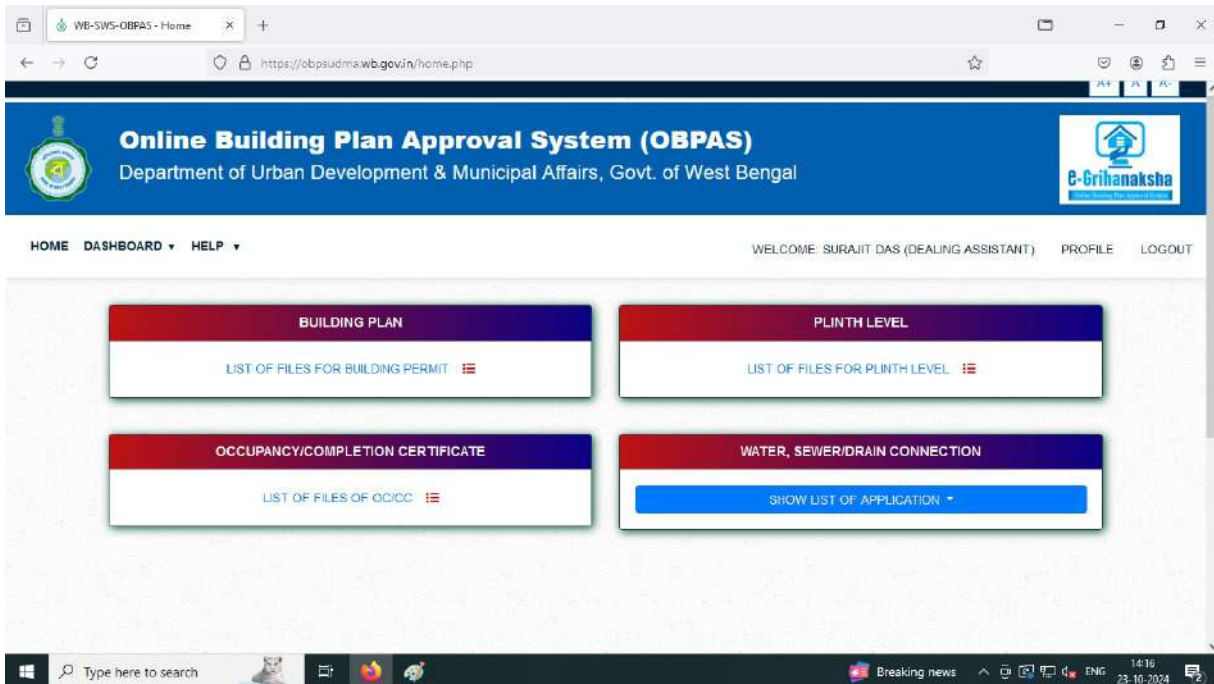 WB-SWS-OBPAS - Home
https://obpsudma.wb.gov.in/home.php
A+ A A-
Online Building Plan Approval System (OBPAS)
Department of Urban Development & Municipal Affairs, Govt. of West Bengal
e-Grihanaksha
HOME DASHBOARD HELP
WELCOME: SURAJIT DAS (DEALING ASSISTANT) PROFILE LOGOUT
BUILDING PLAN
LIST OF FILES FOR BUILDING PERMIT
PLINTH LEVEL
LIST OF FILES FOR PLINTH LEVEL
OCCUPANCY/COMPLETION CERTIFICATE
LIST OF FILES OF OC/CC
WATER, SEWER/DRAIN CONNECTION
SHOW LIST OF APPLICATION
Type here to search
Breaking news
ENG
14:16
23-10-2024